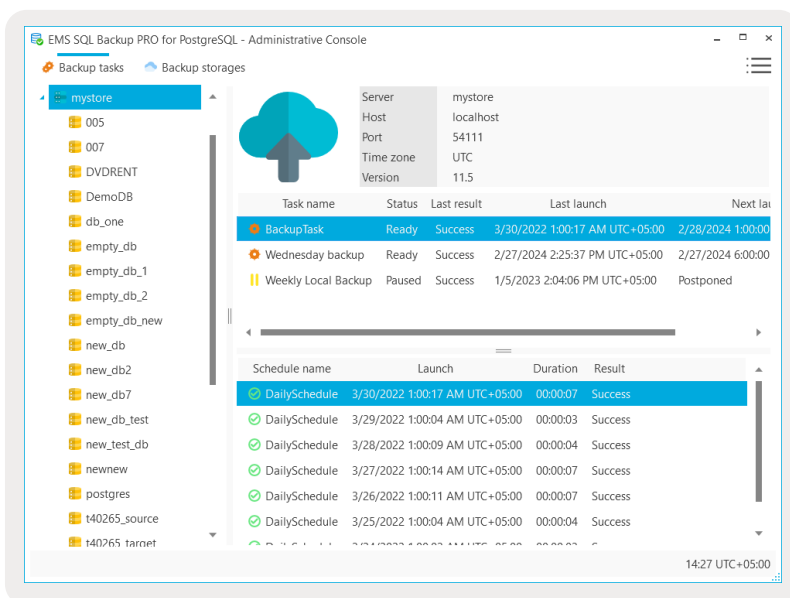 EMS SQL Backup PRO for PostgreSQL - Administrative Console
Backup tasks Backup storages
mystore
005
007
DVDRENT
DemoDB
db_one
empty_db
empty_db_1
empty_db_2
empty_db_new
new_db
new_db2
new_db7
new_db_test
new_test_db
newnew
postgres
t40265_source
t40265_target
Server mystore
Host localhost
Port 54111
Time zone UTC
Version 11.5
Task name Status Last result Last launch Next lau
BackupTask Ready Success 3/30/2022 1:00:17 AM UTC+05:00 2/28/2024 1:00:00
Wednesday backup Ready Success 2/27/2024 2:25:37 PM UTC+05:00 2/27/2024 6:00:00
Weekly Local Backup Paused Success 1/5/2023 2:04:06 PM UTC+05:00 Postponed
Schedule name Launch Duration Result
DailySchedule 3/30/2022 1:00:17 AM UTC+05:00 00:00:07 Success
DailySchedule 3/29/2022 1:00:04 AM UTC+05:00 00:00:03 Success
DailySchedule 3/28/2022 1:00:09 AM UTC+05:00 00:00:04 Success
DailySchedule 3/27/2022 1:00:14 AM UTC+05:00 00:00:07 Success
DailySchedule 3/26/2022 1:00:11 AM UTC+05:00 00:00:07 Success
DailySchedule 3/25/2022 1:00:04 AM UTC+05:00 00:00:04 Success
14:27 UTC+05:00